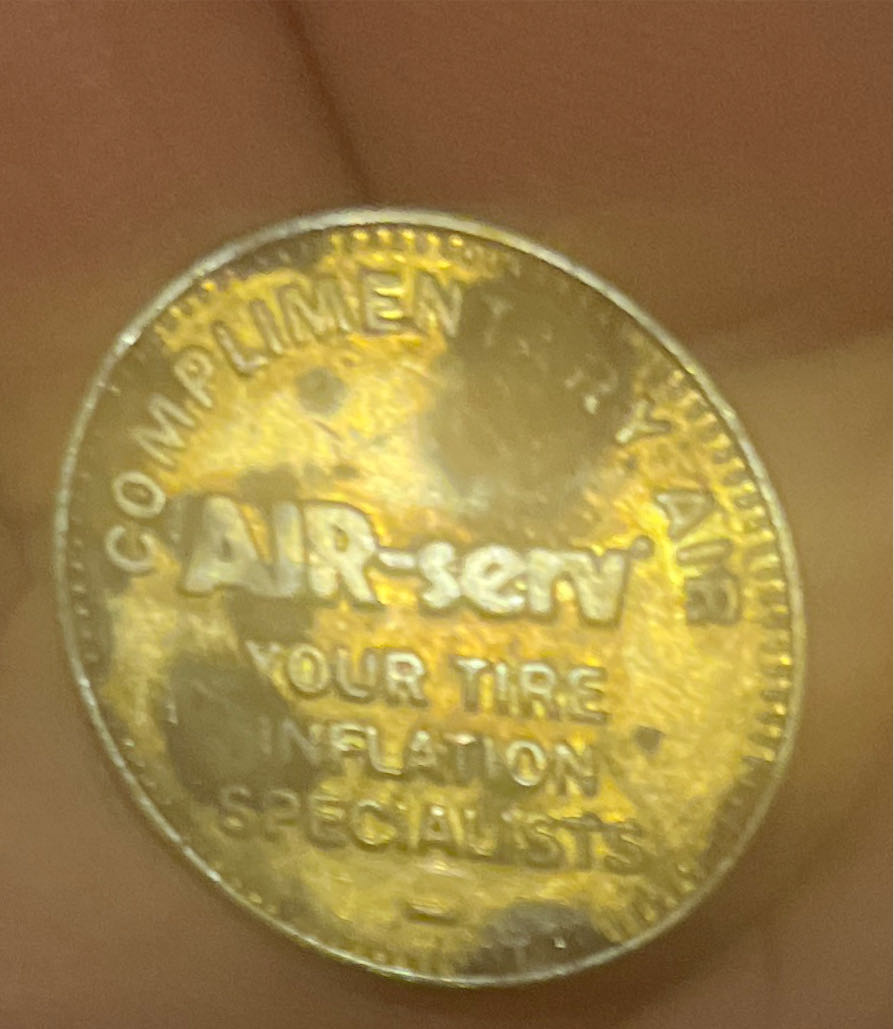 COMPLIMENTARY AIR
AIR-serv
YOUR TIRE
INFLATION
SPECIALISTS